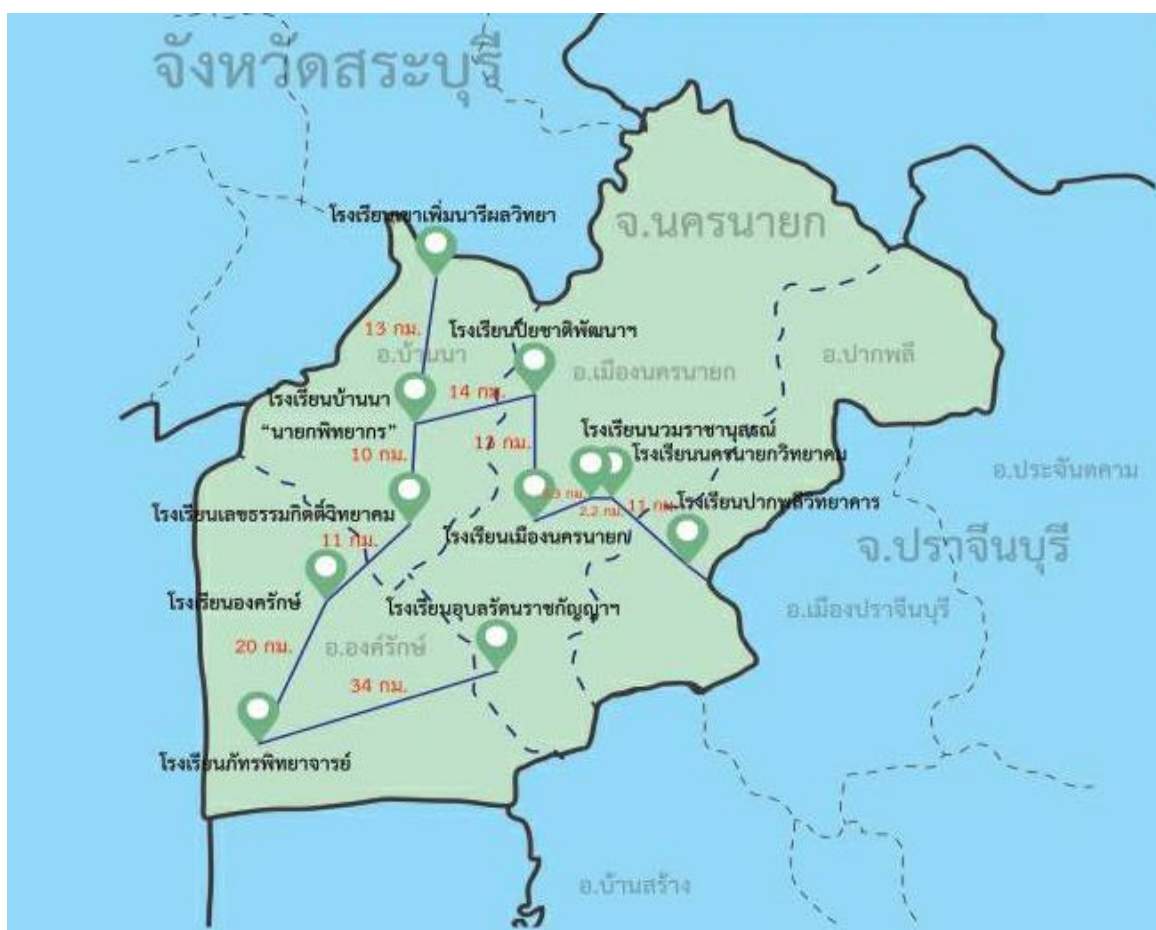 จังหวัดสระบุรี
โรงเรียนเขาเพิ่มนารีผลวิทยา
จ.นครนายก
13 กม.
โรงเรียนปิยชาติพัฒนาฯ
อ.บ้านนา
อ.เมืองนครนายก
อ.ปากพลี
โรงเรียนบ้านนา
14 กม.
"นายกพิทยากร"
โรงเรียนนวมราชานุสรณ์
10 กม.
13 กม.
โรงเรียนนครนายกวิทยาคม
อ.ประจันตคาม
กม.
2.2 กม.
11 กม.
โรงเรียนปากพลีวิทยาคาร
โรงเรียนเลขธรรมกิตติ์วิทยาคม
11 กม.
โรงเรียนเมืองนครนายก
จ.ปราจีนบุรี
โรงเรียนองครักษ์
โรงเรียนอุบลรัตนราชกัญญาฯ
อ.เมืองปราจีนบุรี
20 กม.
อ.องค์รักษ์
34 กม.
โรงเรียนภัทรพิทยาจารย์
อ.บ้านสร้าง